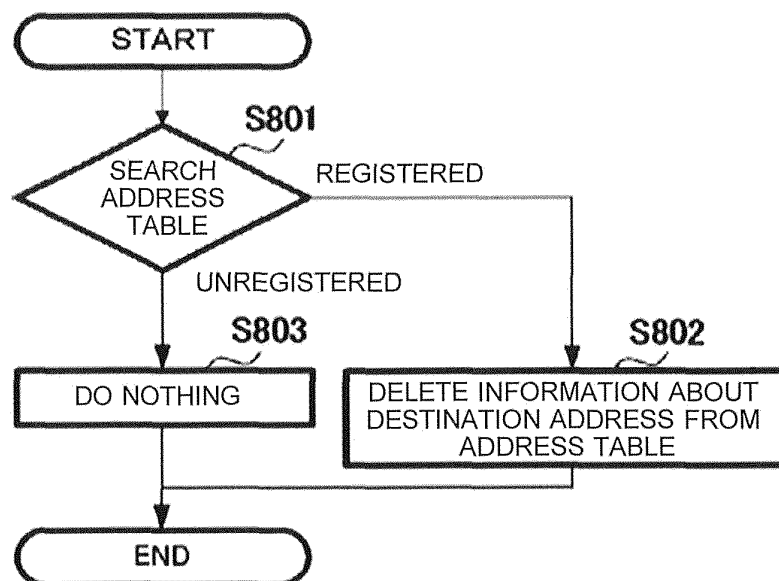 START
S801
SEARCH
ADDRESS
TABLE
REGISTERED
UNREGISTERED
S803
DO NOTHING
S802
DELETE INFORMATION ABOUT
DESTINATION ADDRESS FROM
ADDRESS TABLE
END